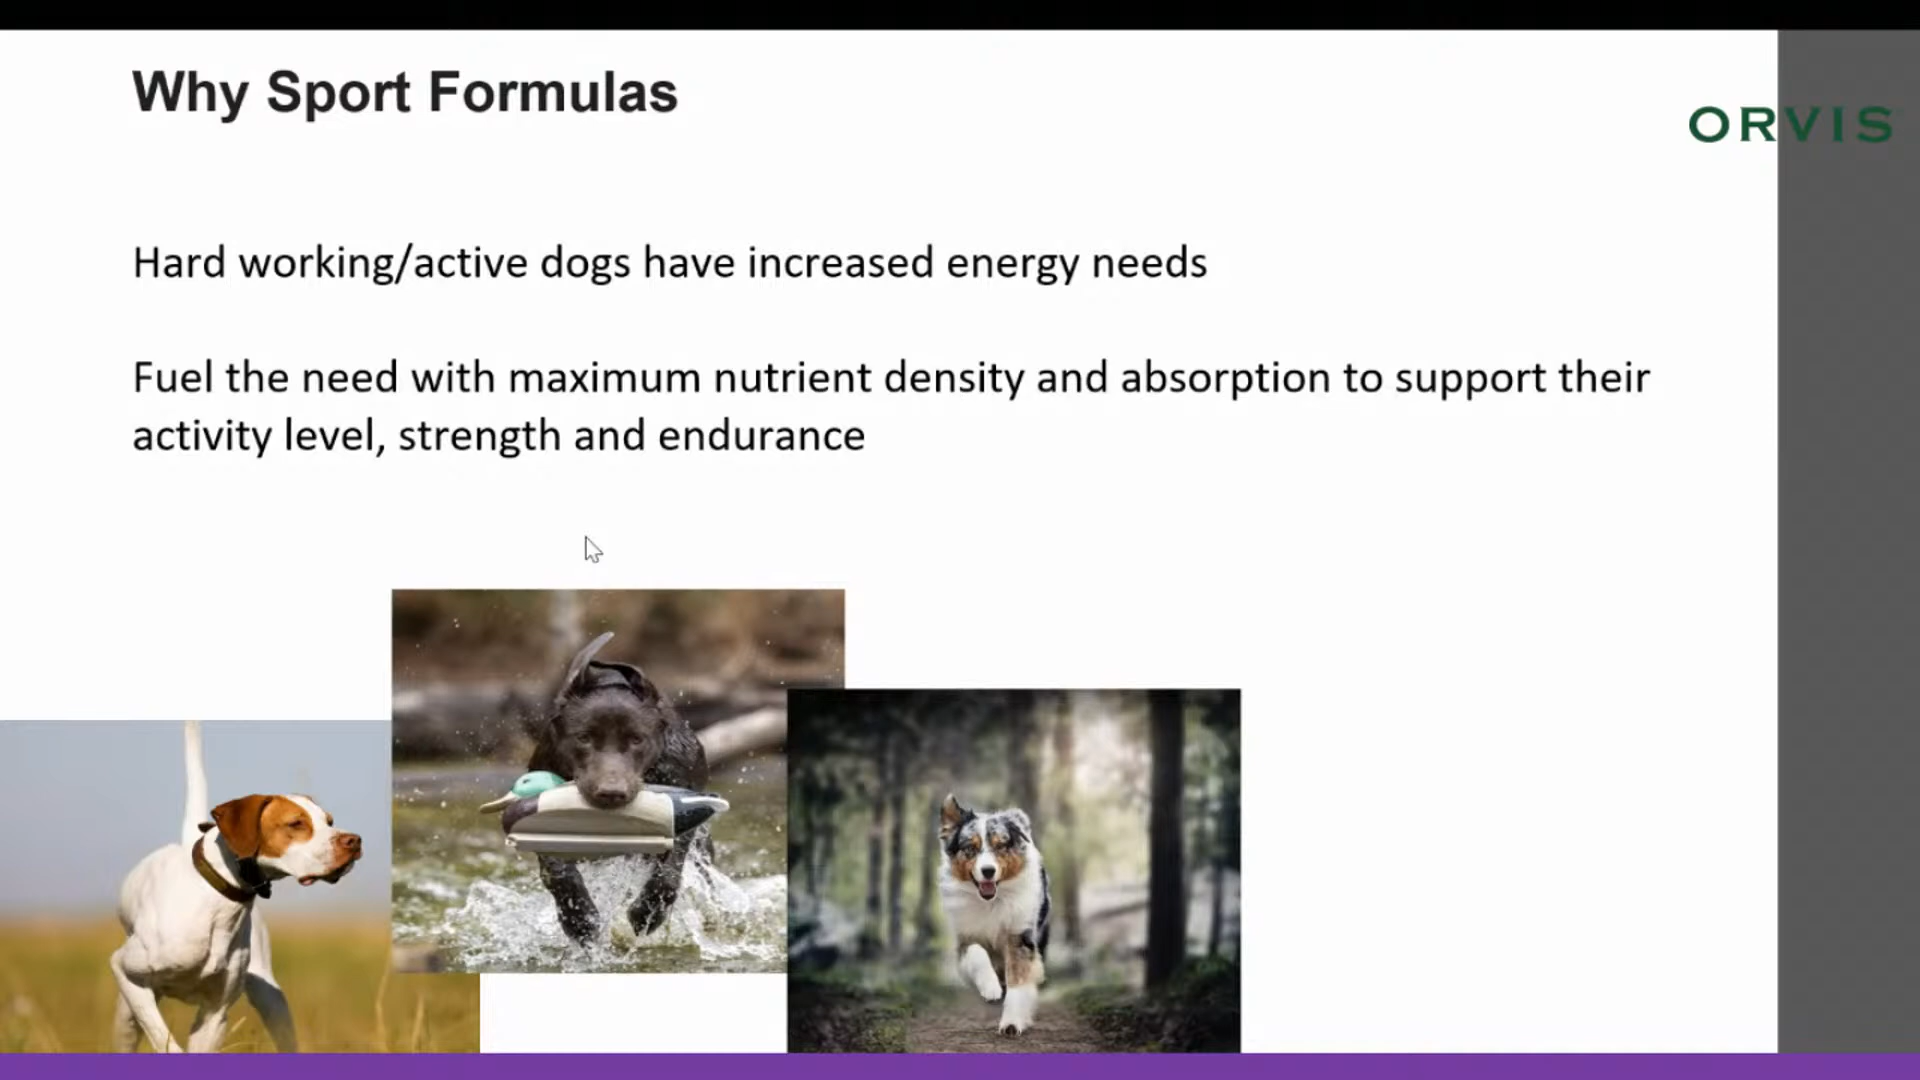 Why Sport Formulas
ORVIS
Hard working/active dogs have increased energy needs
Fuel the need with maximum nutrient density and absorption to support their
activity level, strength and endurance